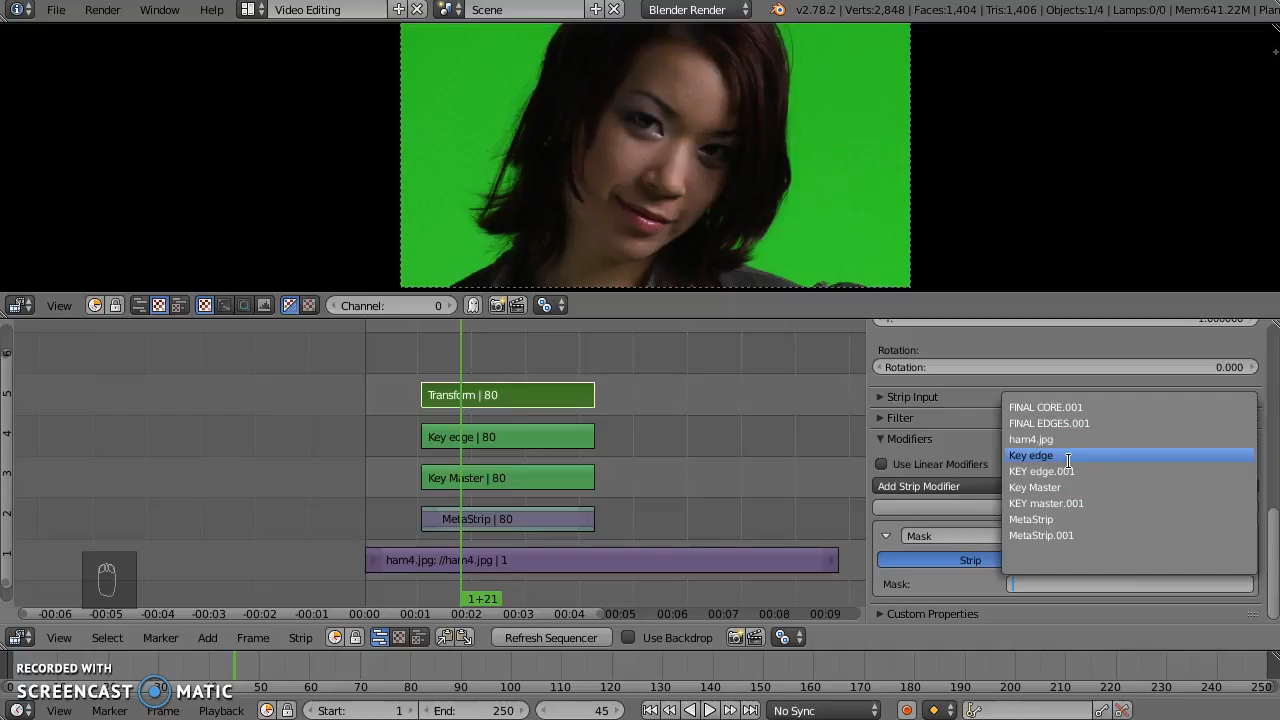 File Render Window Help Video Editing Scene Blender Render v2.78.2 | Verts:2,848 | Faces:1,404 | Tris:1,406 | Objects:1/4 | Lamps:0/0 | Mem:641.22M | Plan
View Channel: 0
1.000000
Rotation:
Rotation: 0.000
Strip Input
Filter
Modifiers
Use Linear Modifiers
Add Strip Modifier
Mask
Strip
Mask:
Custom Properties
FINAL CORE.001
FINAL EDGES.001
ham4.jpg
Key edge
KEY edge.001
Key Master
KEY master.001
MetaStrip
MetaStrip.001
6
5
4
3
2
1
Transform | 80
Key edge | 80
Key Master | 80
MetaStrip | 80
ham4.jpg: //ham4.jpg | 1
1+21
-00:06 -00:05 -00:04 -00:03 -00:02 -00:01 00:00 00:01 00:02 00:03 00:04 00:05 00:06 00:07 00:08 00:09
View Select Marker Add Frame Strip Refresh Sequencer Use Backdrop
RECORDED WITH
SCREENCAST MATIC
0 50 60 70 80 90 100 110 120 130 140 150 160 170 180 190 200 210 220 230 240 250
View Marker Frame Playback Start: 1 End: 250 45 No Sync